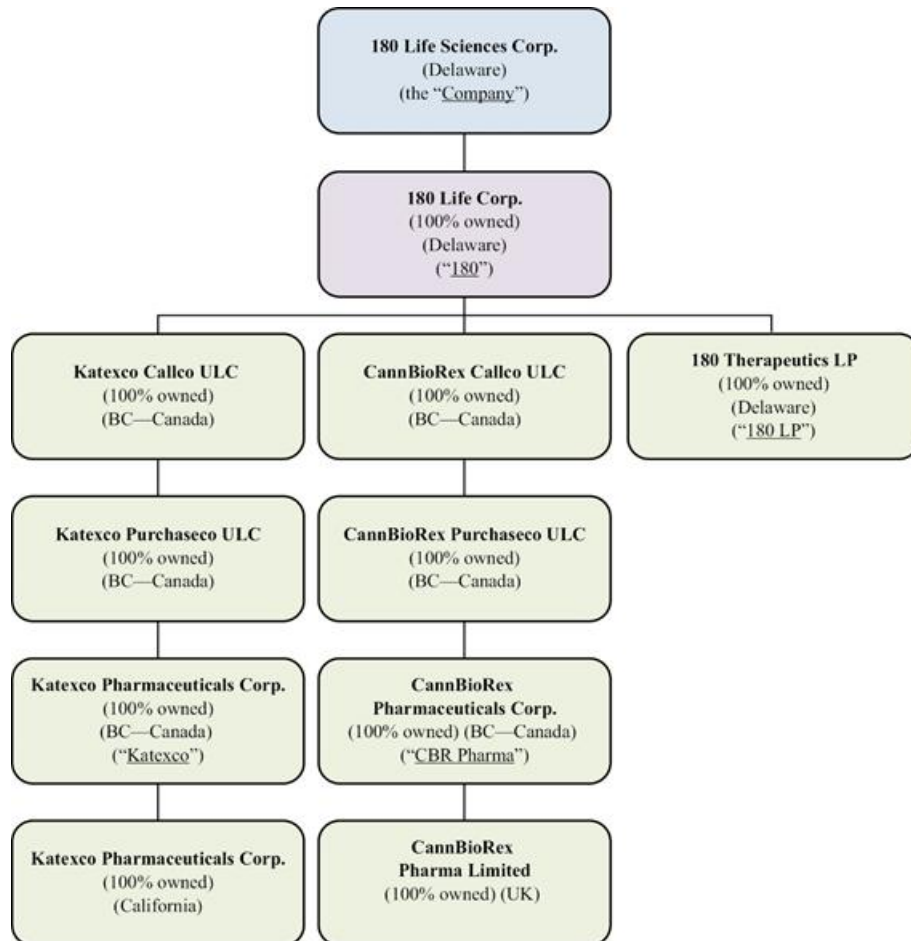 180 Life Sciences Corp.
(Delaware)
(the “Company”)
180 Life Corp.
(100% owned)
(Delaware)
(“180”)
Katexco Callco ULC
(100% owned)
(BC—Canada)
CannBioRex Callco ULC
(100% owned)
(BC—Canada)
180 Therapeutics LP
(100% owned)
(Delaware)
(“180 LP”)
Katexco Purchaseco ULC
(100% owned)
(BC—Canada)
CannBioRex Purchaseco ULC
(100% owned)
(BC—Canada)
Katexco Pharmaceuticals Corp.
(100% owned)
(BC—Canada)
(“Katexco”)
CannBioRex
Pharmaceuticals Corp.
(100% owned) (BC—Canada)
(“CBR Pharma”)
Katexco Pharmaceuticals Corp.
(100% owned)
(California)
CannBioRex
Pharma Limited
(100% owned) (UK)